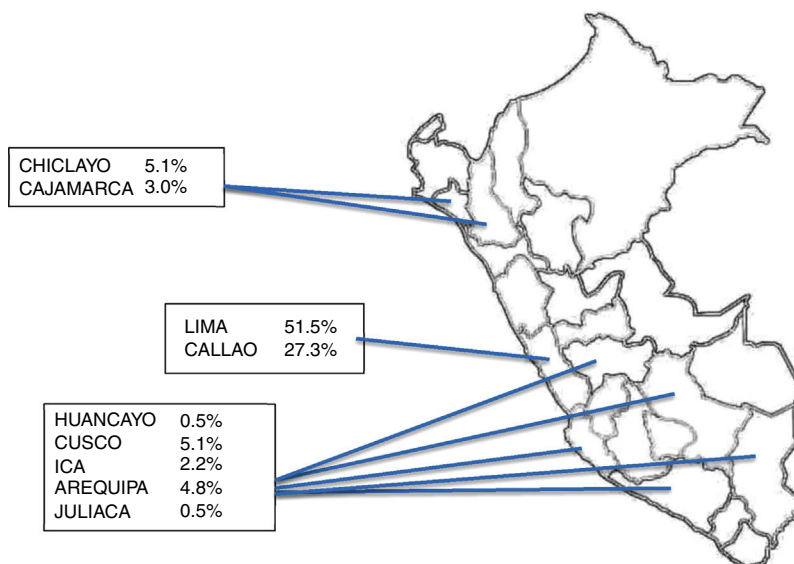 CHICLAYO 5.1%
CAJAMARCA 3.0%
LIMA 51.5%
CALLAO 27.3%
HUANCAYO 0.5%
CUSCO 5.1%
ICA 2.2%
AREQUIPA 4.8%
JULIACA 0.5%